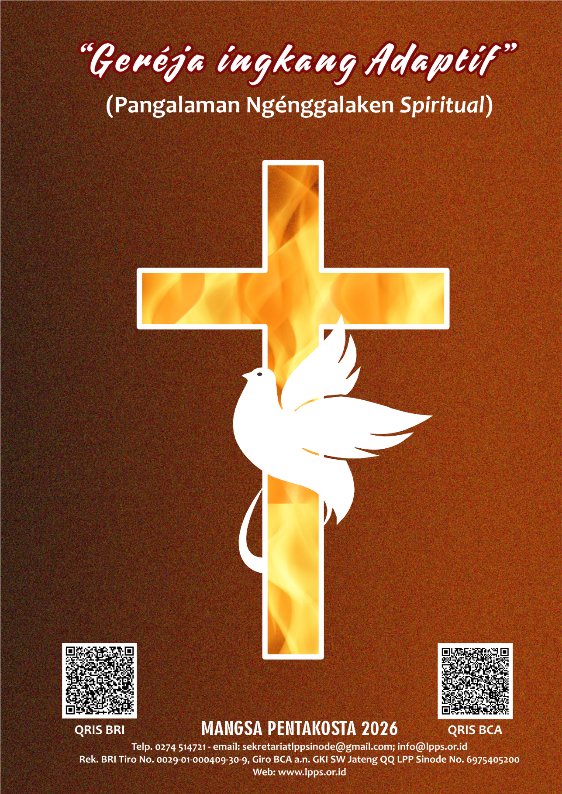 “Geréja ingkang Adaptif”
(Pangalaman Ngénggalaken Spiritual)
QRIS BRI
MANGSA PENTAKOSTA 2026
QRIS BCA
Telp. 0274 514721 - email: sekretariatlppsinode@gmail.com; info@lpps.or.id
Rek. BRI Tiro No. 0029-01-000409-30-9, Giro BCA a.n. GKI SW Jateng QQ LPP Sinode No. 6975405200
Web: www.lpps.or.id